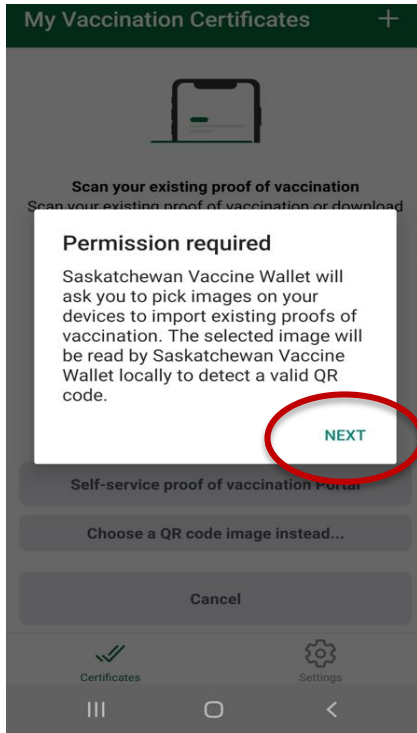 My Vaccination Certificates +
Scan your existing proof of vaccination
Scan your existing proof of vaccination or download
Permission required
Saskatchewan Vaccine Wallet will
ask you to pick images on your
devices to import existing proofs of
vaccination. The selected image will
be read by Saskatchewan Vaccine
Wallet locally to detect a valid QR
code.
NEXT
Self-service proof of vaccination Portal
Choose a QR code image instead...
Cancel
Certificates
Settings